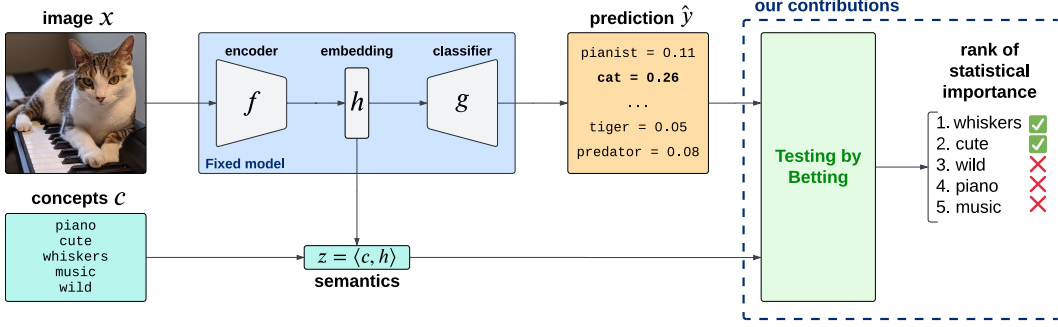 image x
encoder
embedding
classifier
f
h
g
Fixed model
prediction ŷ
pianist = 0.11
cat = 0.26
...
tiger = 0.05
predator = 0.08
concepts c
piano
cute
whiskers
music
wild
z = ⟨c, h⟩
semantics
our contributions
Testing by
Betting
rank of
statistical
importance
1. whiskers ✅
2. cute ✅
3. wild ❌
4. piano ❌
5. music ❌